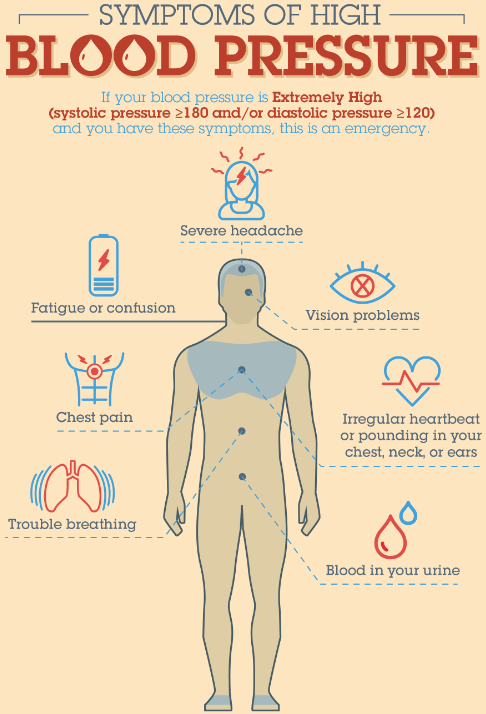 SYMPTOMS OF HIGH
BLOOD PRESSURE
If your blood pressure is Extremely High
(systolic pressure ≥180 and/or diastolic pressure ≥120)
and you have these symptoms, this is an emergency.
Severe headache
Fatigue or confusion
Vision problems
Chest pain
Irregular heartbeat
or pounding in your
chest, neck, or ears
Trouble breathing
Blood in your urine